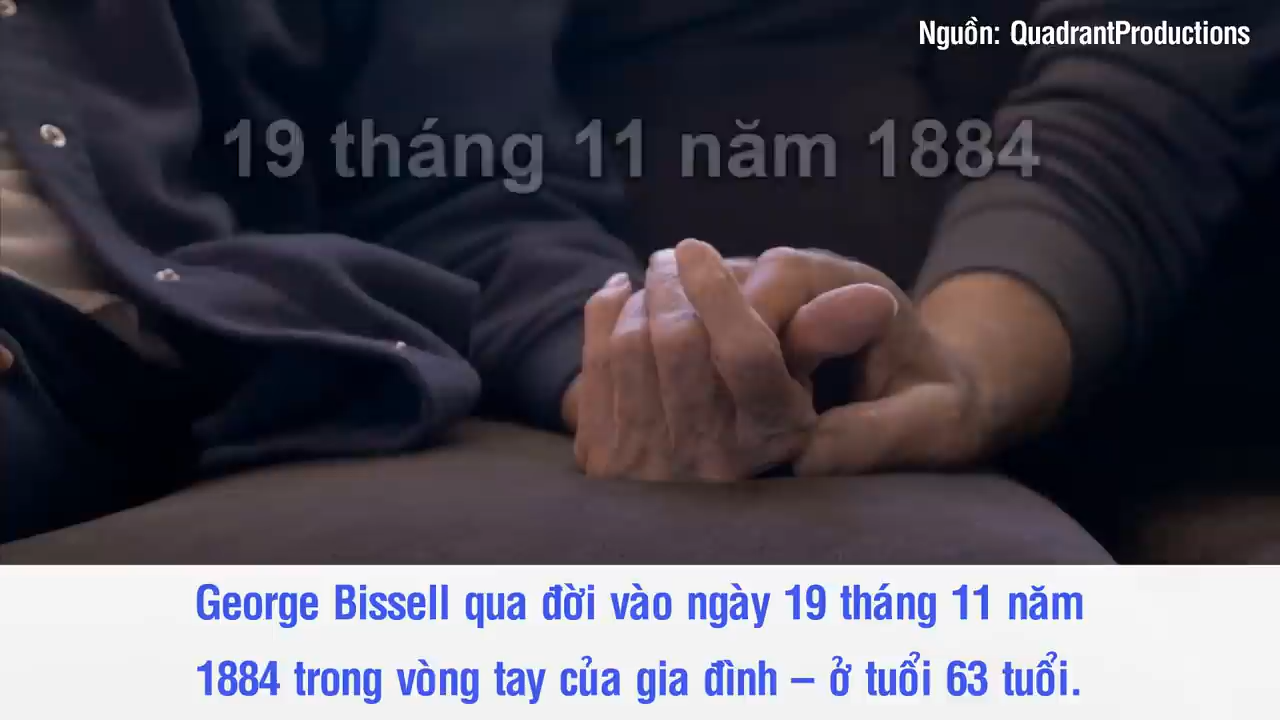 Nguồn: QuadrantProductions
19 tháng 11 năm 1884
George Bissell qua đời vào ngày 19 tháng 11 năm
1884 trong vòng tay của gia đình – ở tuổi 63 tuổi.